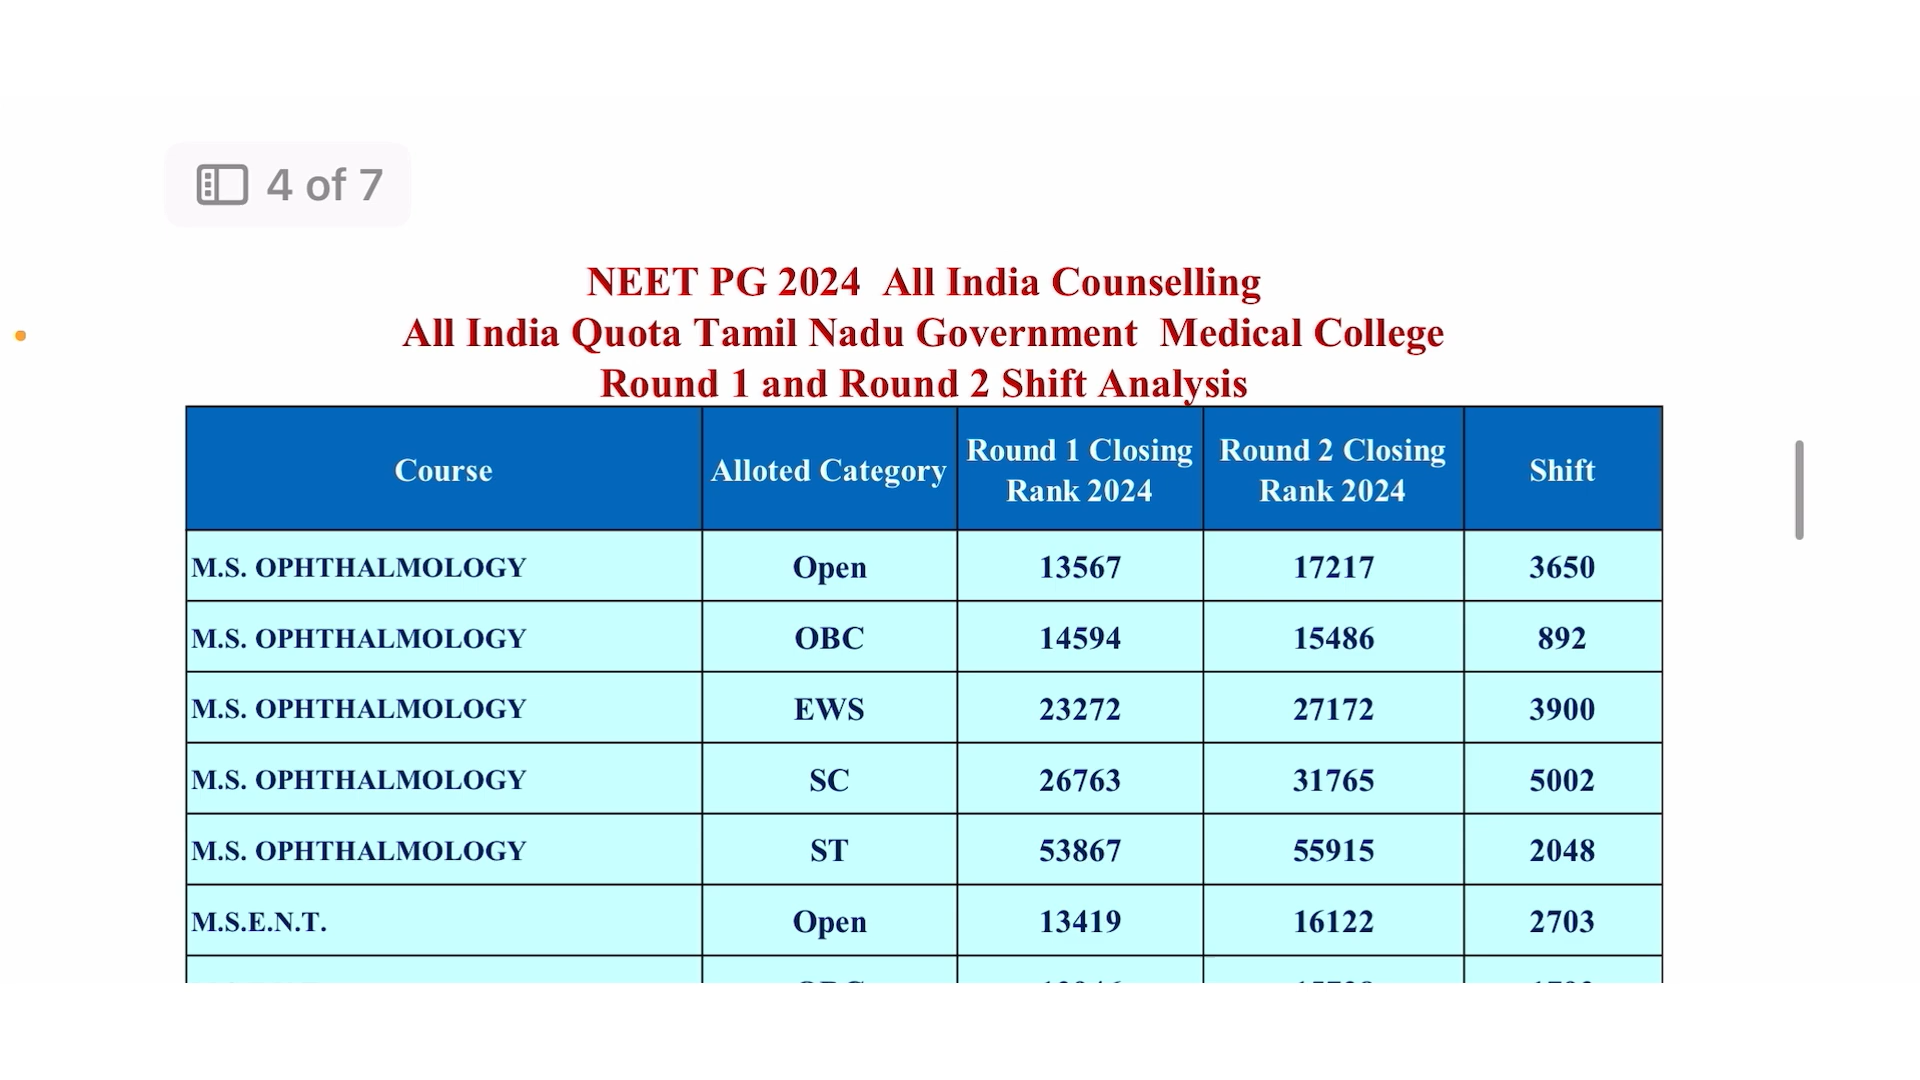 4 of 7
NEET PG 2024 All India Counselling
All India Quota Tamil Nadu Government Medical College
Round 1 and Round 2 Shift Analysis
Course Alloted Category Round 1 Closing Rank 2024 Round 2 Closing Rank 2024 Shift
M.S. OPHTHALMOLOGY Open 13567 17217 3650
M.S. OPHTHALMOLOGY OBC 14594 15486 892
M.S. OPHTHALMOLOGY EWS 23272 27172 3900
M.S. OPHTHALMOLOGY SC 26763 31765 5002
M.S. OPHTHALMOLOGY ST 53867 55915 2048
M.S.E.N.T. Open 13419 16122 2703